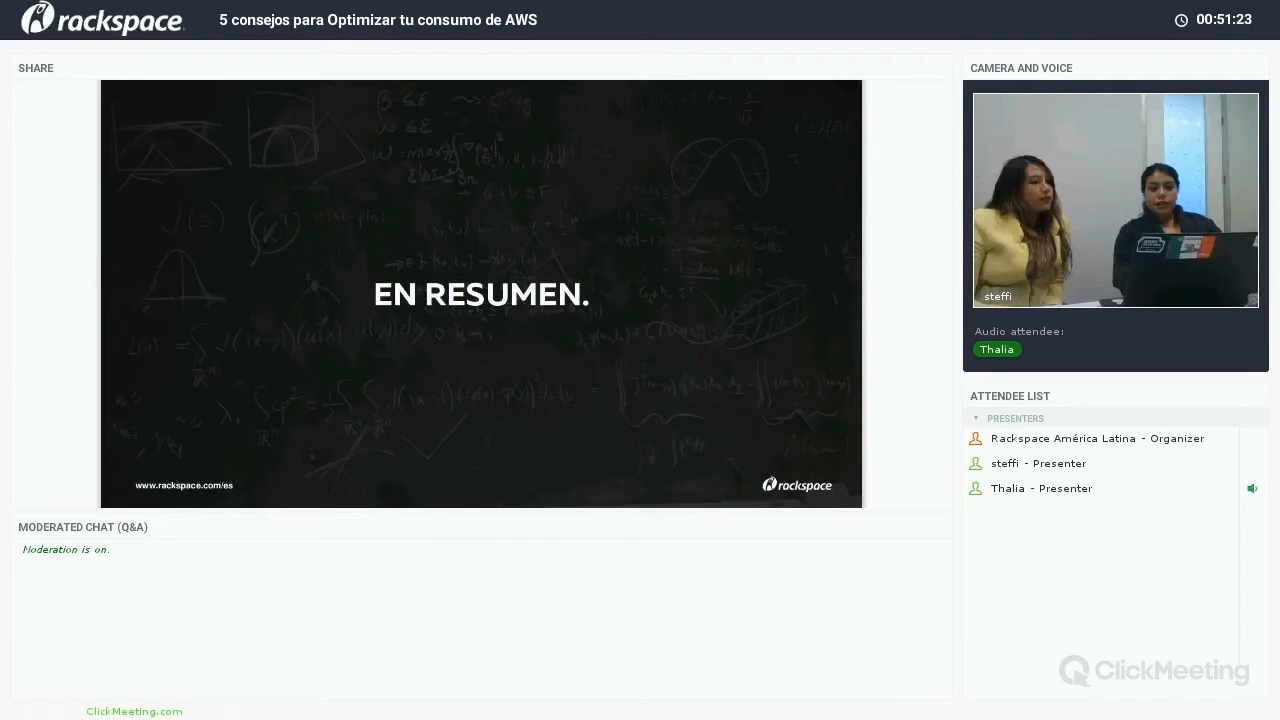 rackspace
5 consejos para Optimizar tu consumo de AWS
00:51:23
SHARE
EN RESUMEN.
www.rackspace.com/es
rackspace
MODERATED CHAT (Q&A)
Moderation is on.
ClickMeeting.com
CAMERA AND VOICE
steffi
Audio attendee:
Thalia
ATTENDEE LIST
PRESENTERS
Rackspace América Latina - Organizer
steffi - Presenter
Thalia - Presenter
ClickMeeting